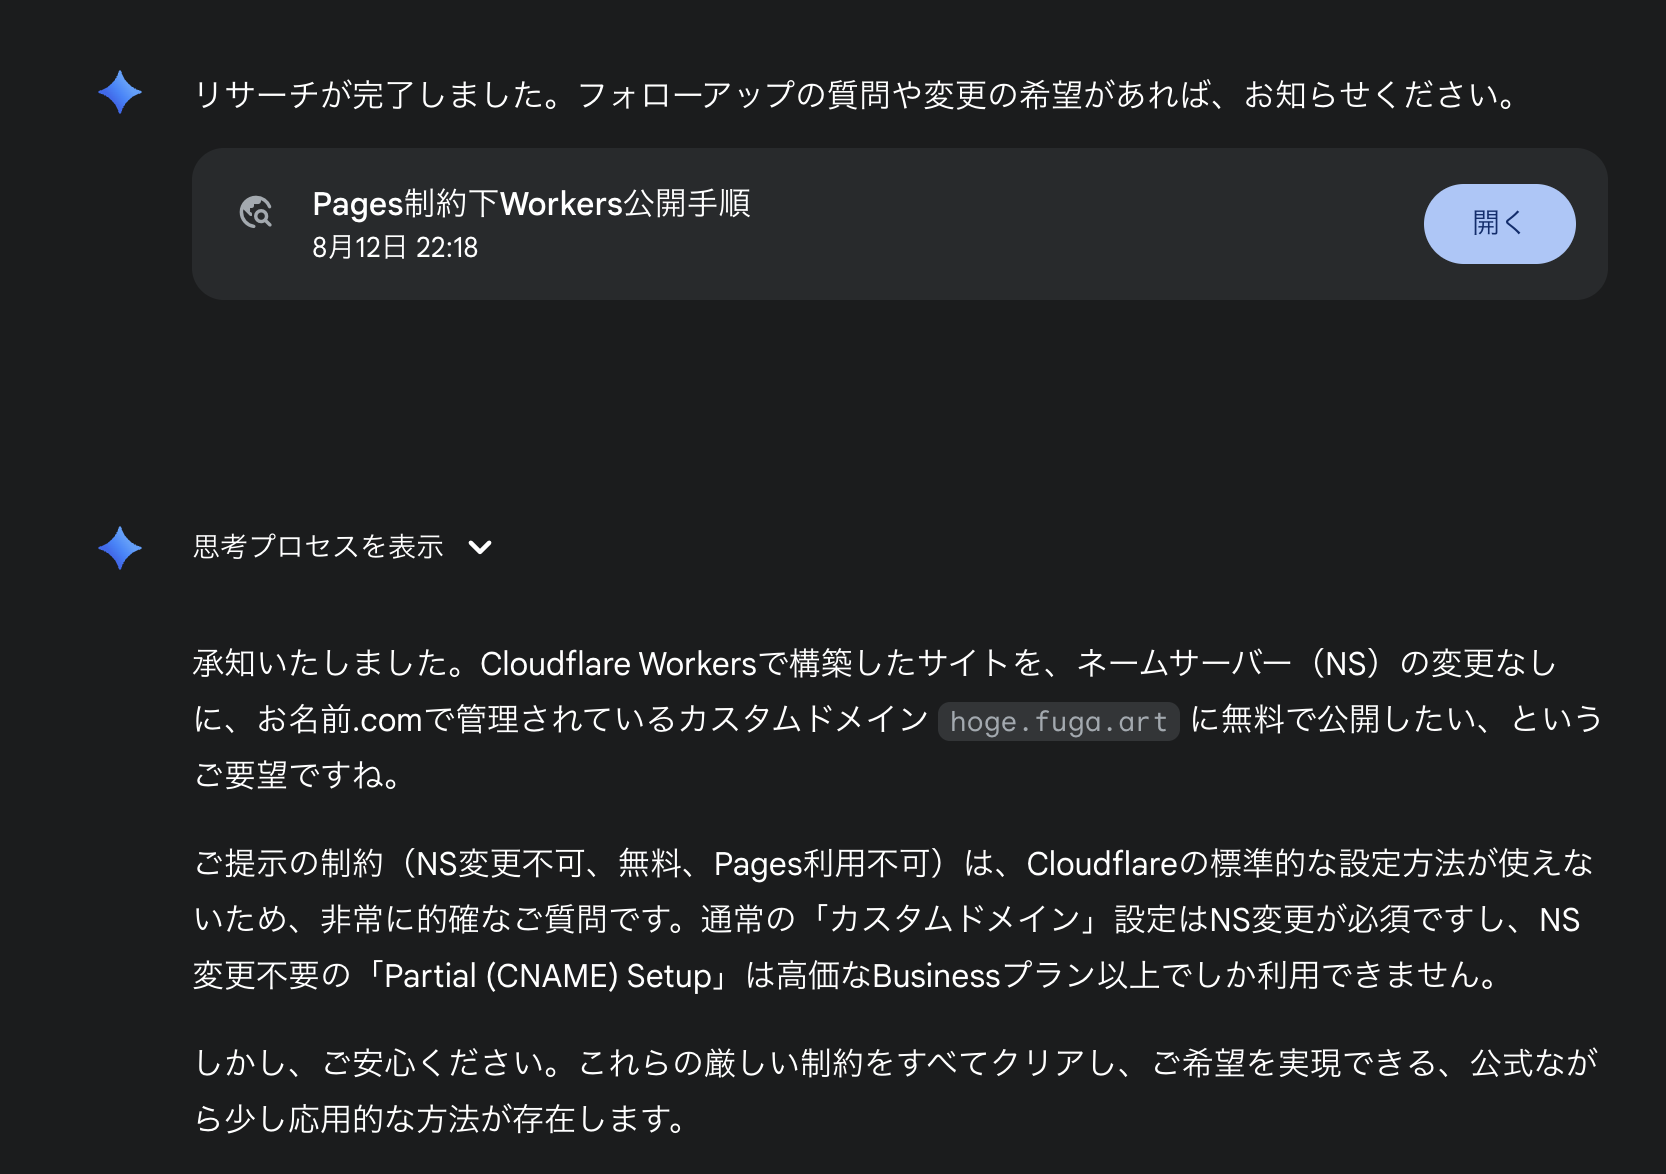 リサーチが完了しました。フォローアップの質問や変更の希望があれば、お知らせください。
Pages制約下Workers公開手順
8月12日 22:18
開く
思考プロセスを表示
承知いたしました。Cloudflare Workersで構築したサイトを、ネームサーバー（NS）の変更なし
に、お名前.comで管理されているカスタムドメイン hoge.fuga.art に無料で公開したい、という
ご要望ですね。
ご提示の制約（NS変更不可、無料、Pages利用不可）は、Cloudflareの標準的な設定方法が使えな
いため、非常に的確なご質問です。通常の「カスタムドメイン」設定はNS変更が必須ですし、NS
変更不要の「Partial (CNAME) Setup」は高価なBusinessプラン以上でしか利用できません。
しかし、ご安心ください。これらの厳しい制約をすべてクリアし、ご希望を実現できる、公式なが
ら少し応用的な方法が存在します。